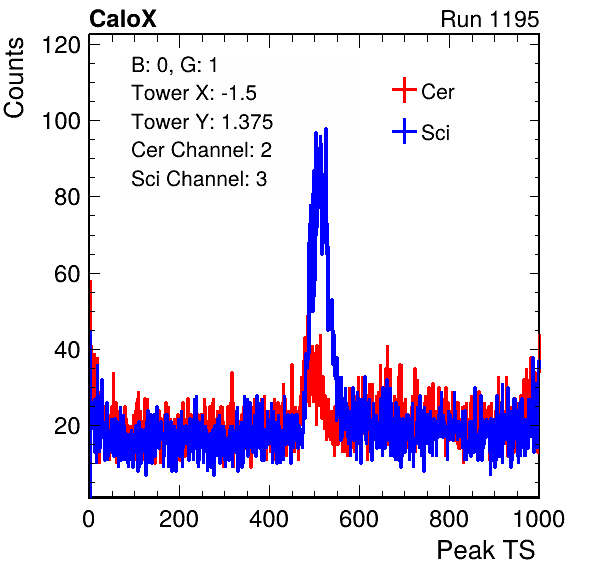 CaloX Run 1195
Counts
B: 0, G: 1
Tower X: -1.5
Tower Y: 1.375
Cer Channel: 2
Sci Channel: 3
Cer
Sci
120
100
80
60
40
20
0 200 400 600 800 1000
Peak TS